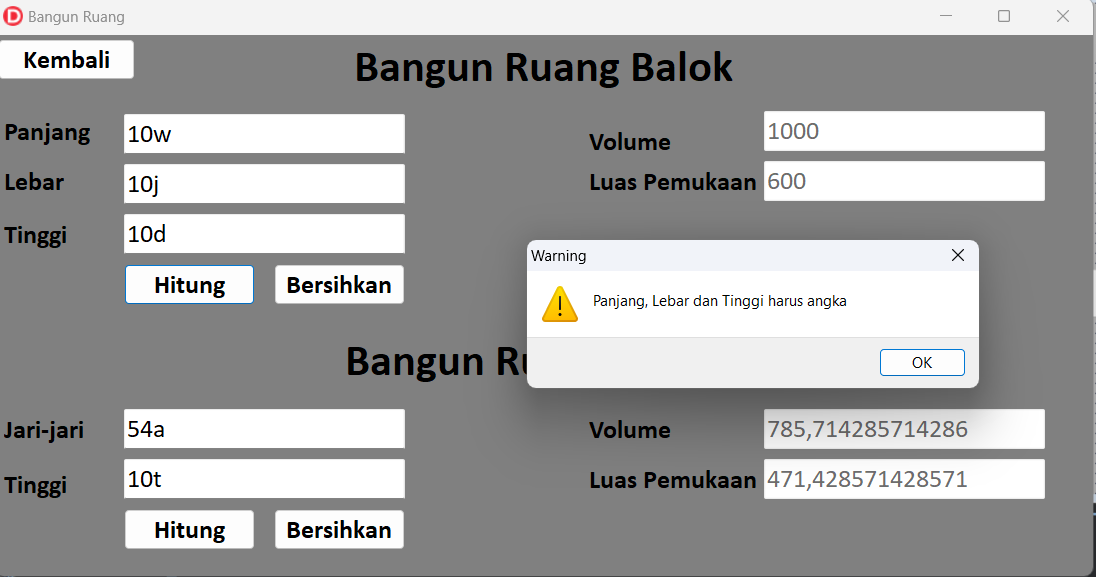 Bangun Ruang
Kembali
Bangun Ruang Balok
Panjang 10w
Volume 1000
Lebar 10j
Luas Pemukaan 600
Tinggi 10d
Hitung Bersihkan
Warning
Panjang, Lebar dan Tinggi harus angka
OK
Bangun
Jari-jari 54a
Volume 785,714285714286
Tinggi 10t
Luas Pemukaan 471,428571428571
Hitung Bersihkan